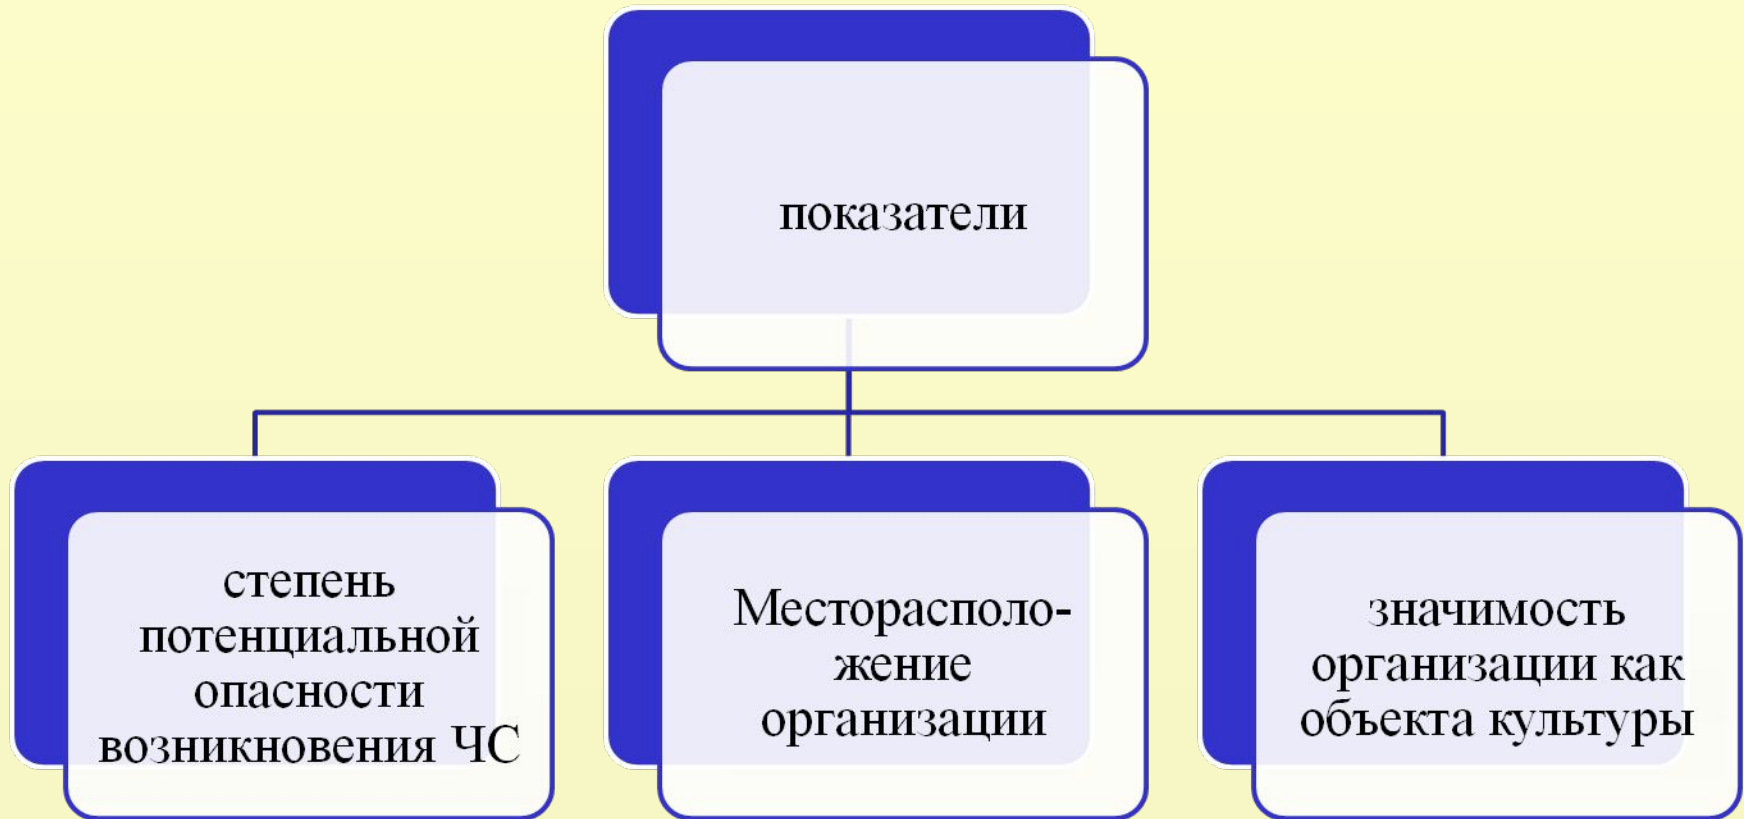 показатели
степень
потенциальной
опасности
возникновения ЧС
Месторасполо-
жение
организации
значимость
организации как
объекта культуры